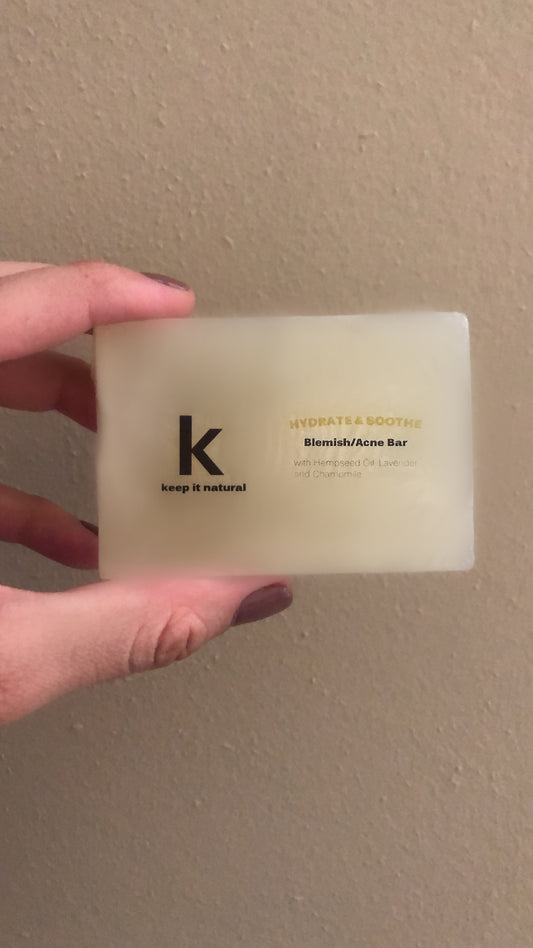 k
keep it natural
HYDRATE & SOOTHE
Blemish/Acne Bar
with Hempseed Oil, Lavender
and Chamomile